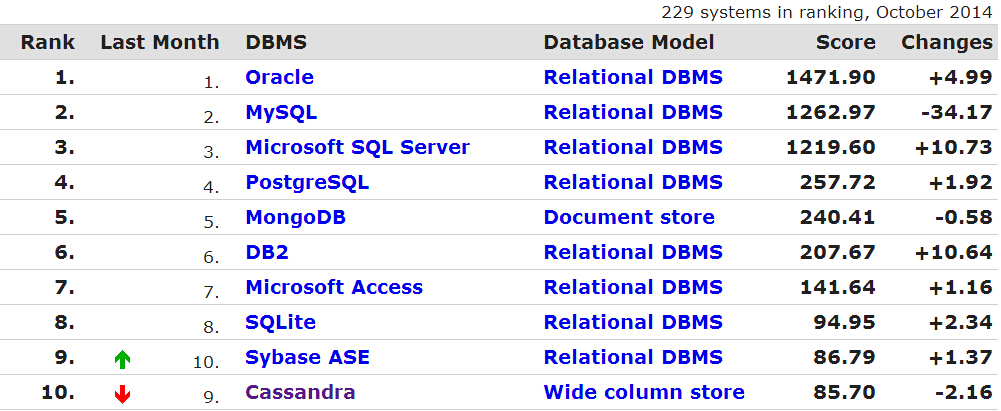 229 systems in ranking, October 2014
Rank Last Month DBMS Database Model Score Changes
1. 1. Oracle Relational DBMS 1471.90 +4.99
2. 2. MySQL Relational DBMS 1262.97 -34.17
3. 3. Microsoft SQL Server Relational DBMS 1219.60 +10.73
4. 4. PostgreSQL Relational DBMS 257.72 +1.92
5. 5. MongoDB Document store 240.41 -0.58
6. 6. DB2 Relational DBMS 207.67 +10.64
7. 7. Microsoft Access Relational DBMS 141.64 +1.16
8. 8. SQLite Relational DBMS 94.95 +2.34
9. 10. Sybase ASE Relational DBMS 86.79 +1.37
10. 9. Cassandra Wide column store 85.70 -2.16